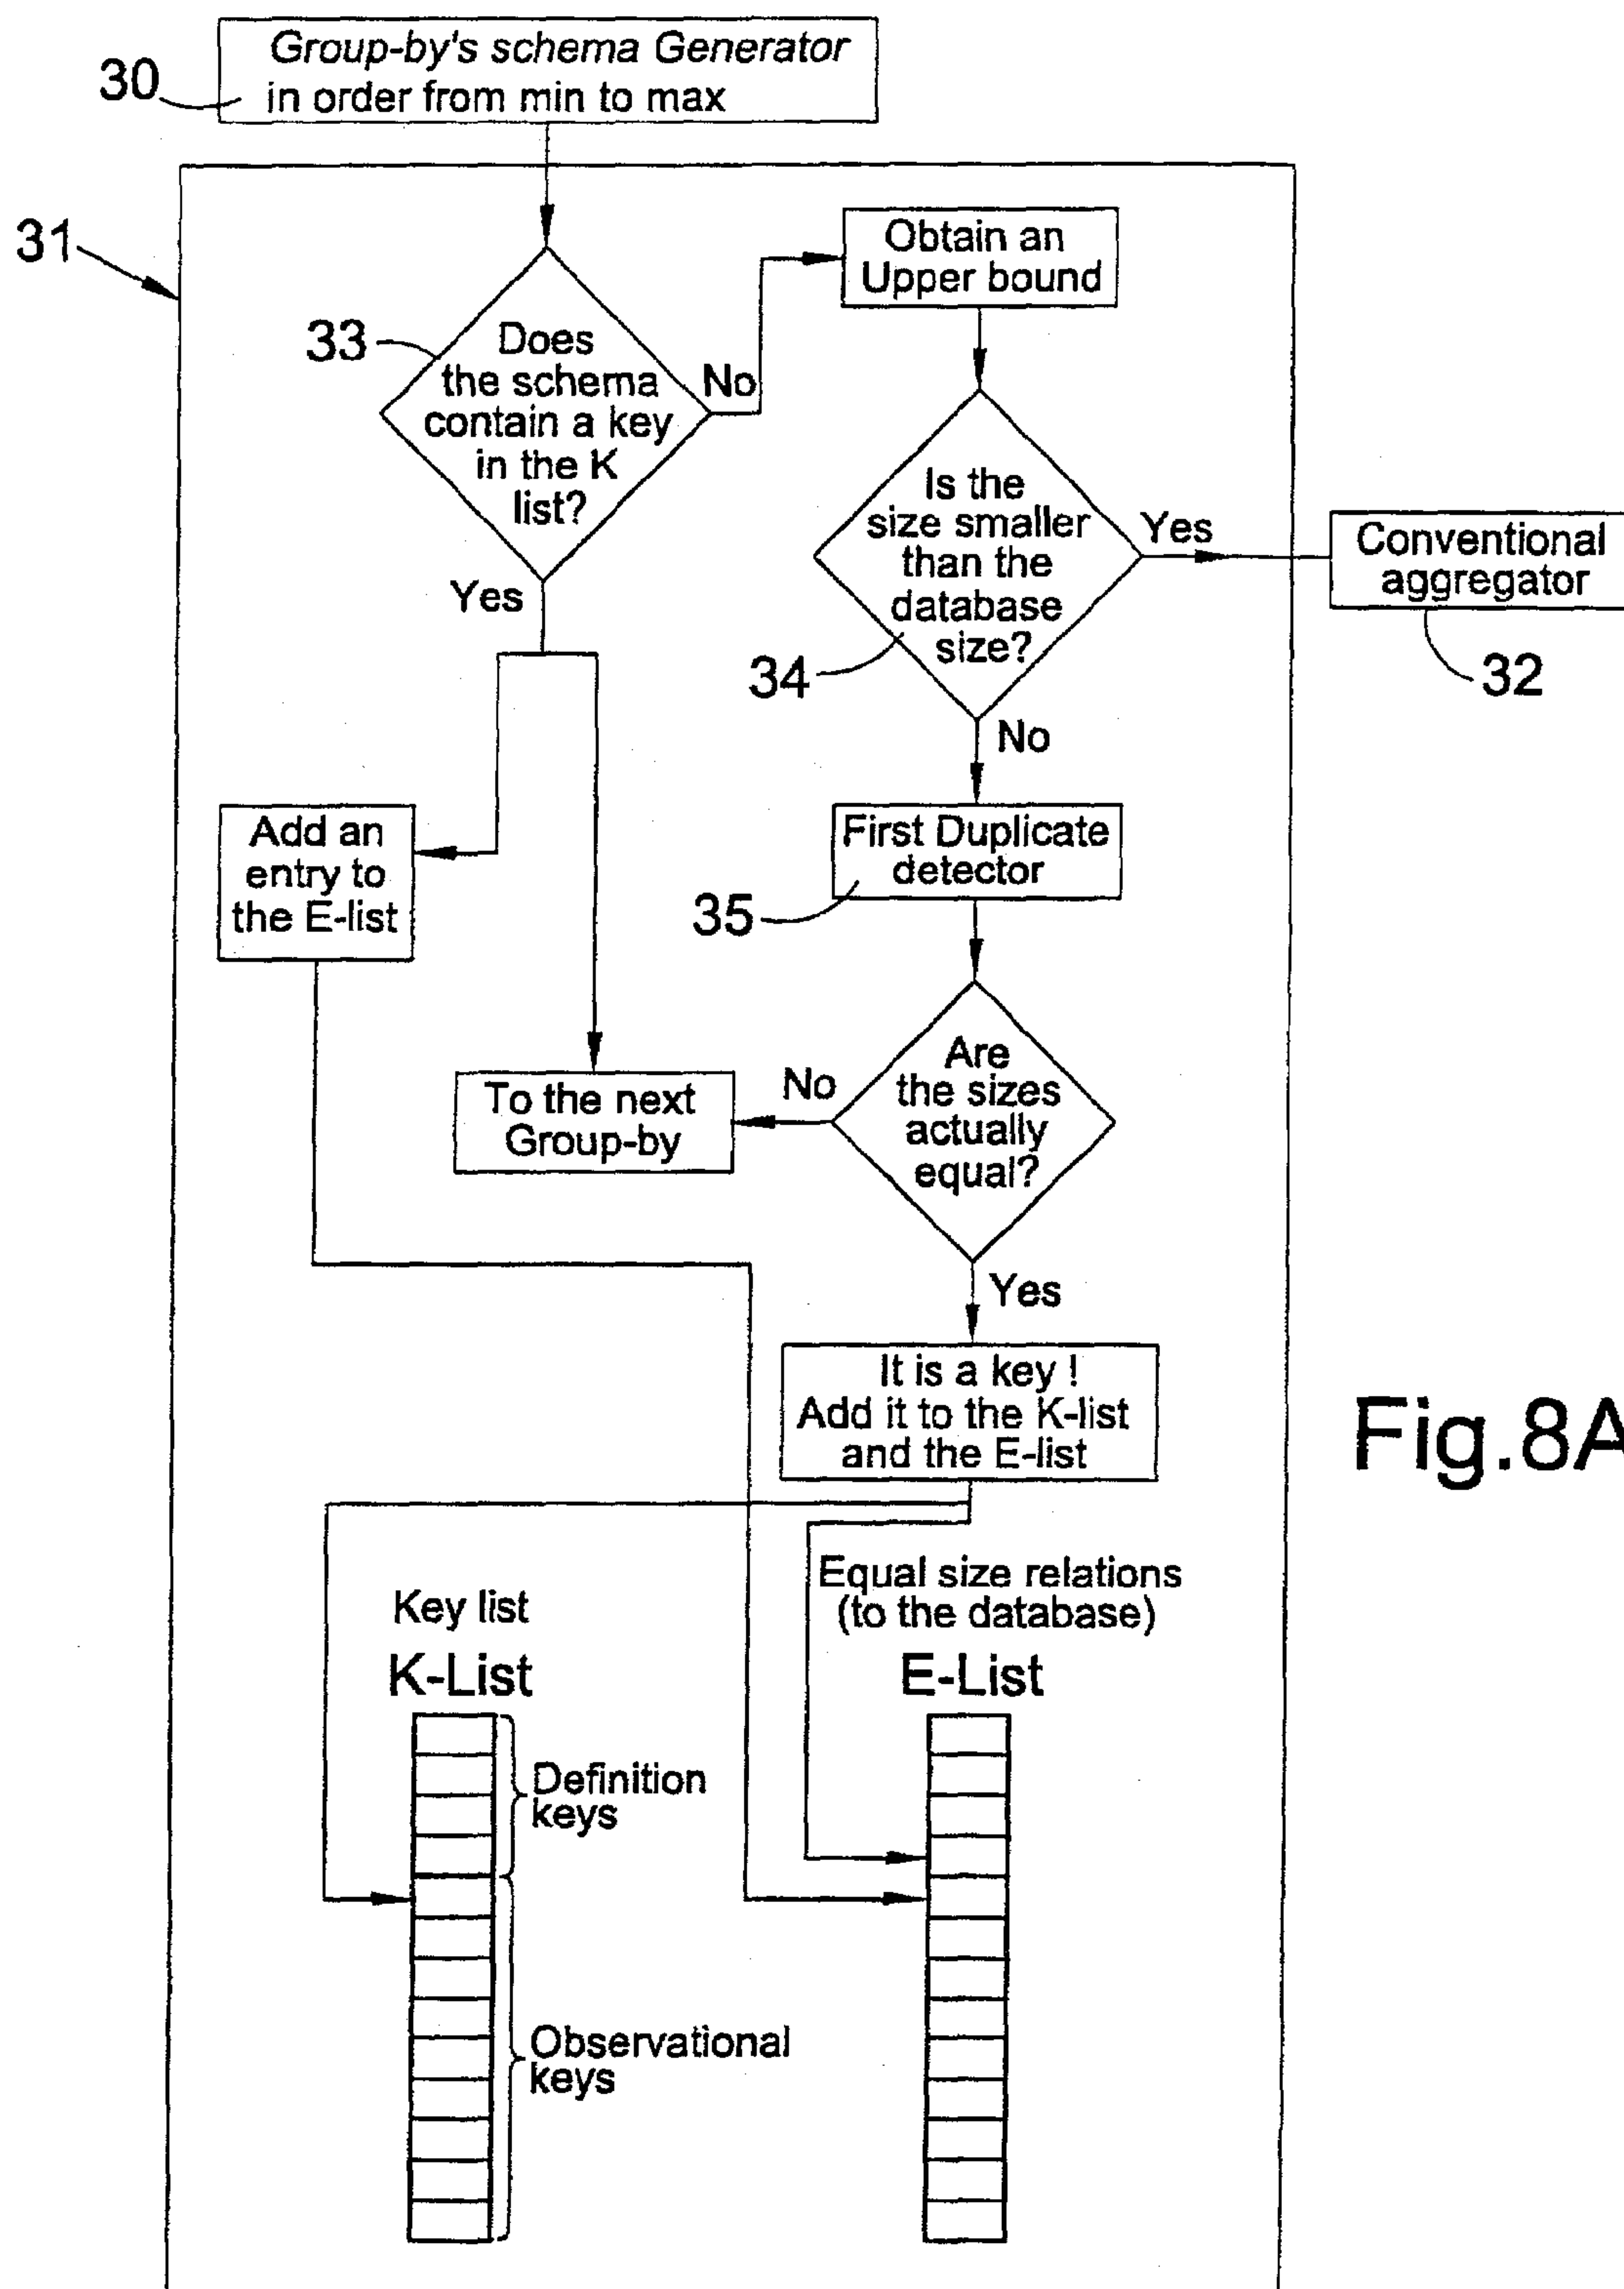 Group-by's schema Generator
in order from min to max
30
31
Obtain an
Upper bound
33
Does
the schema
contain a key
in the K
list?
No
Is the
size smaller
than the
database
size?
Yes
Conventional
aggregator
Yes
34
32
No
Add an
entry to
the E-list
First Duplicate
detector
35
Are
the sizes
actually
equal?
No
To the next
Group-by
Yes
It is a key !
Add it to the K-list
and the E-list
Fig.8A
Equal size relations
(to the database)
Key list
K-List
E-List
Definition
keys
Observational
keys